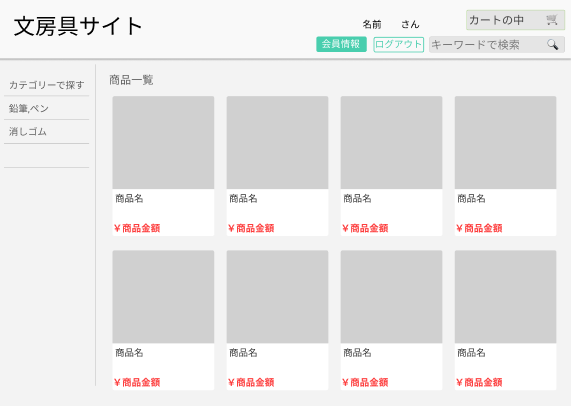 文房具サイト
名前 さん
カートの中
会員情報
ログアウト
キーワードで検索
カテゴリーで探す
鉛筆,ペン
消しゴム
商品一覧
商品名 商品名 商品名 商品名
¥商品金額 ¥商品金額 ¥商品金額 ¥商品金額
商品名 商品名 商品名 商品名
¥商品金額 ¥商品金額 ¥商品金額 ¥商品金額